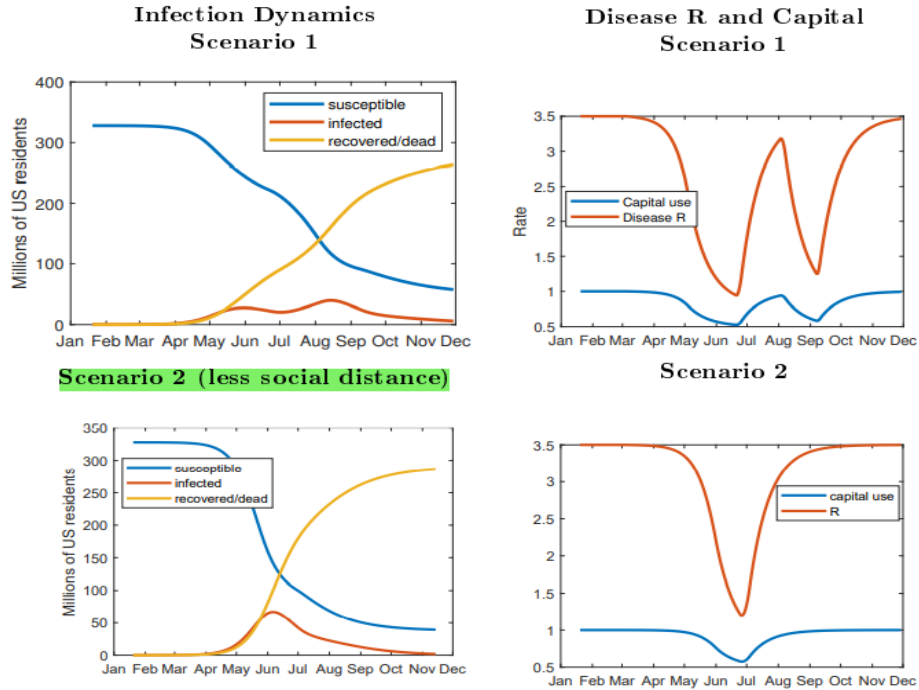 Infection Dynamics
Scenario 1
400
300
200
100
0
Millions of US residents
susceptible
infected
recovered/dead
Jan Feb Mar Apr May Jun Jul Aug Sep Oct Nov Dec
Disease R and Capital
Scenario 1
3.5
3
2.5
2
1.5
1
0.5
Rate
Capital use
Disease R
Jan Feb Mar Apr May Jun Jul Aug Sep Oct Nov Dec
Scenario 2 (less social distance)
350
300
250
200
150
100
50
0
Millions of US residents
susceptible
infected
recovered/dead
Jan Feb Mar Apr May Jun Jul Aug Sep Oct Nov Dec
Scenario 2
3.5
3
2.5
2
1.5
1
0.5
capital use
R
Jan Feb Mar Apr May Jun Jul Aug Sep Oct Nov Dec